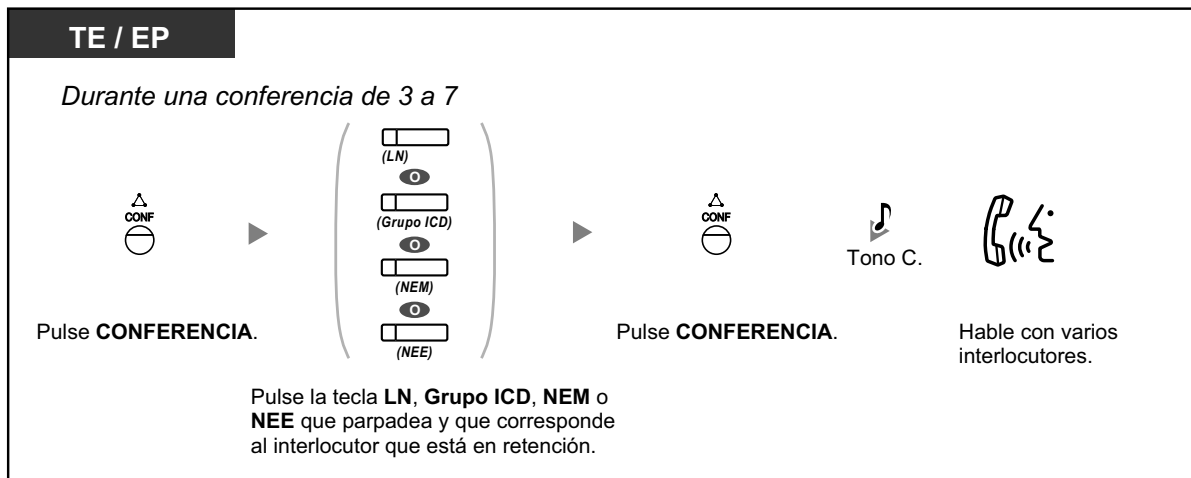 TE / EP
Durante una conferencia de 3 a 7
CONF
Pulse CONFERENCIA.
(LN)
O
(Grupo ICD)
O
(NEM)
O
(NEE)
Pulse la tecla LN, Grupo ICD, NEM o
NEE que parpadea y que corresponde
al interlocutor que está en retención.
CONF
Pulse CONFERENCIA.
Tono C.
Hable con varios
interlocutores.